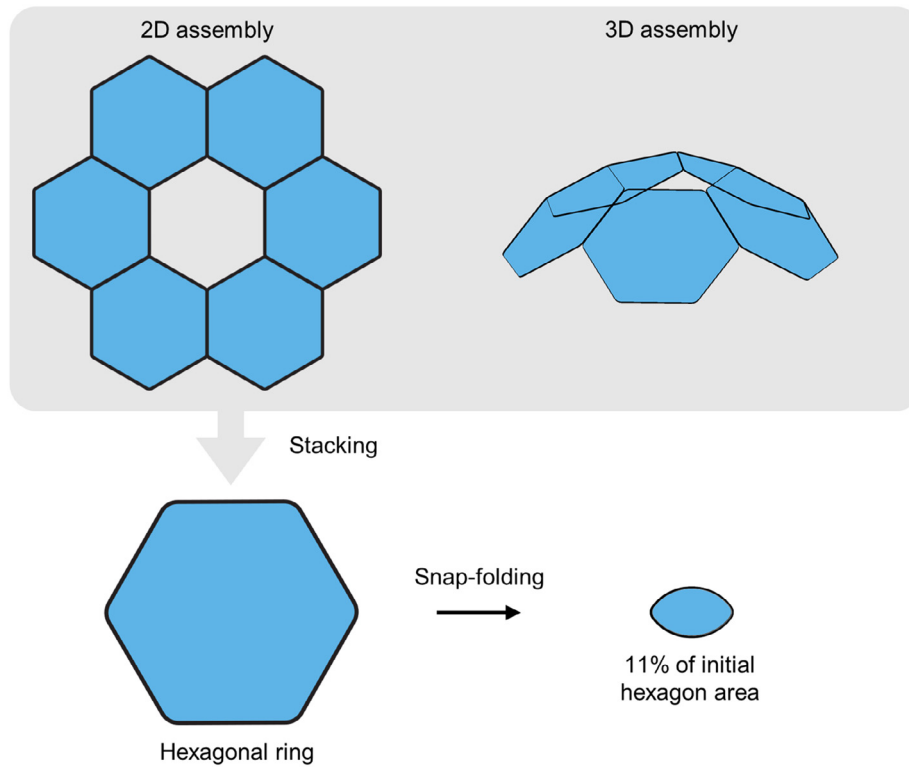 2D assembly
3D assembly
Stacking
Snap-folding
11% of initial
hexagon area
Hexagonal ring